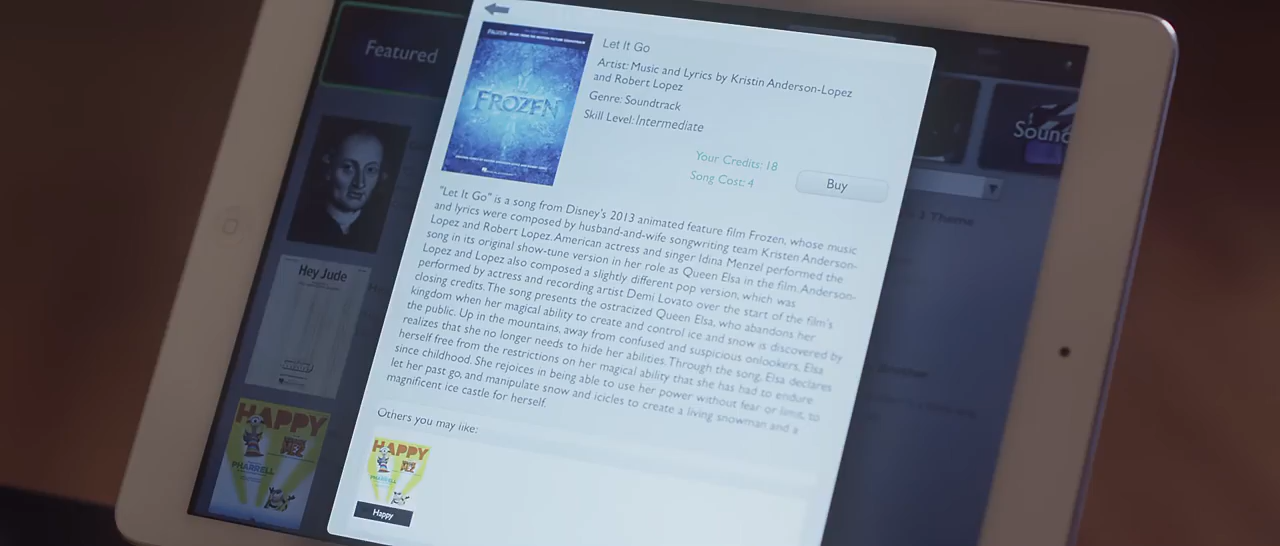 Featured
FROZEN
Let It Go
Artist: Music and Lyrics by Kristin Anderson-Lopez
and Robert Lopez
Genre: Soundtrack
Skill Level: Intermediate
Your Credits: 18
Song Cost: 4
Buy
Soun
Theme
"Let It Go" is a song from Disney's 2013 animated feature film Frozen, whose music
and lyrics were composed by husband-and-wife songwriting team Kristen Anderson-
Lopez and Robert Lopez. American actress and singer Idina Menzel performed the
song in its original show-tune version in her role as Queen Elsa in the film. Anderson-
Lopez and Lopez also composed a slightly different pop version, which was
performed by actress and recording artist Demi Lovato over the start of the film's
closing credits. The song presents the ostracized Queen Elsa, who abandons her
kingdom when her magical ability to create and control ice and snow is discovered by
the public. Up in the mountains, away from confused and suspicious onlookers, Elsa
realizes that she no longer needs to hide her abilities. Through the song, Elsa declares
herself free from the restrictions on her magical ability that she has had to endure
since childhood. She rejoices in being able to use her power without fear or limit, to
let her past go, and manipulate snow and icicles to create a living snowman and a
magnificent ice castle for herself.
Hey Jude
HAPPY
PHARRELL
Others you may like:
HAPPY
Happy